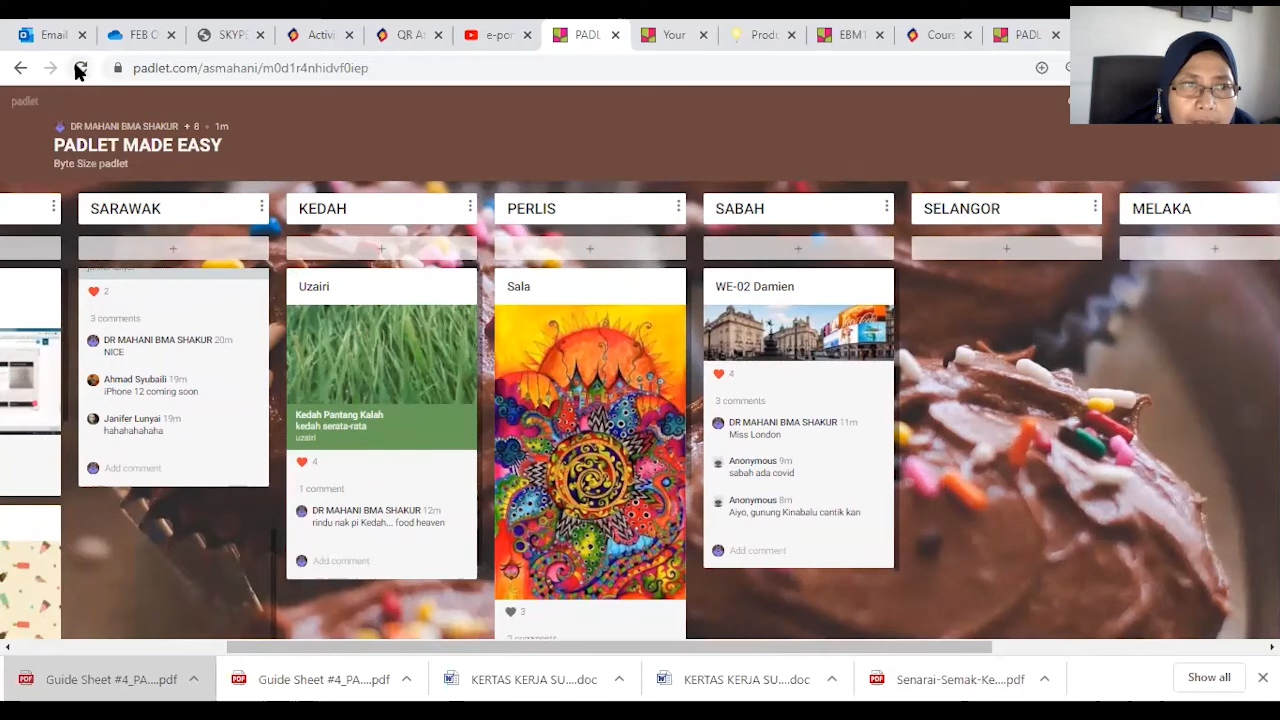 Email
FEB O
SKYPE
Activi
QR A
e-por
PADL
Your
Produ
EBM1
Cours
PADL
padlet.com/asmahani/m0d1r4nhidvf0iep
padlet
DR MAHANI BMA SHAKUR + 8 • 1m
PADLET MADE EASY
Byte Size padlet
SARAWAK
KEDAH
PERLIS
SABAH
SELANGOR
MELAKA
2
3 comments
DR MAHANI BMA SHAKUR 20m
NICE
Ahmad Syubaili 19m
iPhone 12 coming soon
Janifer Lunyai 19m
hahahahahaha
Add comment
Uzairi
Kedah Pantang Kalah
kedah serata-rata
uzairi
4
1 comment
DR MAHANI BMA SHAKUR 12m
rindu nak pi Kedah... food heaven
Add comment
Sala
3
WE-02 Damien
4
3 comments
DR MAHANI BMA SHAKUR 11m
Miss London
Anonymous 9m
sabah ada covid
Anonymous 8m
Aiyo, gunung Kinabalu cantik kan
Add comment
Guide Sheet #4_PA....pdf
Guide Sheet #4_PA....pdf
KERTAS KERJA SU....doc
KERTAS KERJA SU....doc
Senarai-Semak-Ke....pdf
Show all